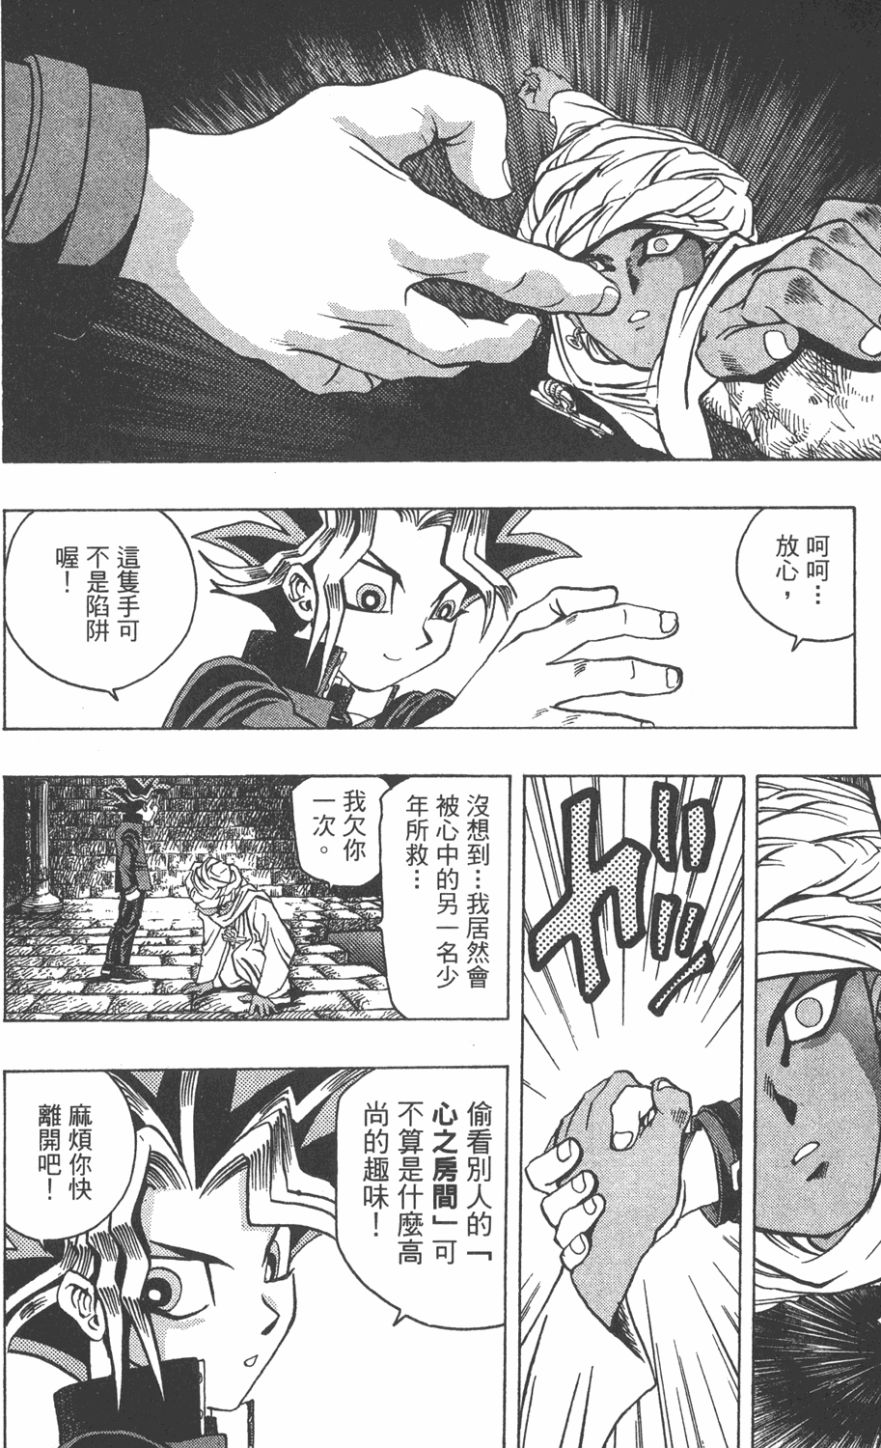 呵呵…
放心，
這隻手可
不是陷阱
喔！
ガッ
沒想到…我居然會
被心中的另一名少
年所救…
我欠你
一次。
偷看別人的「
心之房間」可
不算是什麼高
尚的趣味！
麻煩你快
離開吧！